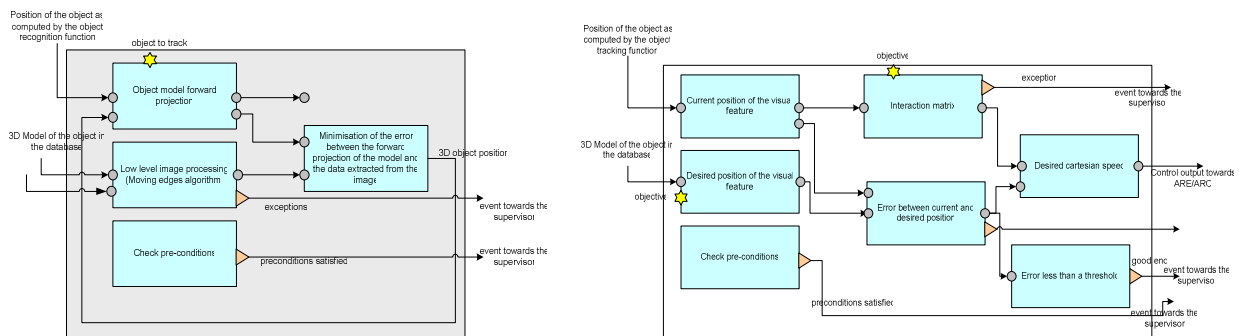 Position of the object as
computed by the object
recognition function
object to track
Object model forward
projection
3D Model of the object in
the database
Low level image processing
(Moving edges algorithm
Minimisation of the error
between the forward
projection of the model and
the data extracted from the
image
3D object position
exceptions
event towards the
supervisor
Check pre-conditions
preconditions satisfied
event towards the
supervisor
Position of the object as
computed by the object
tracking function
objective
Current position of the visual
feature
Interaction matrix
exception
event towards the
superviso
3D Model of the object in
the database
objective
Desired position of the visual
feature
Desired cartesian speed
Control output towards
ARE/ARC
Error between current and
desired position
Check pre-conditions
preconditions satisfied
Error less than a threshold
good end
event towards the
superviso
event towards the
supervisor